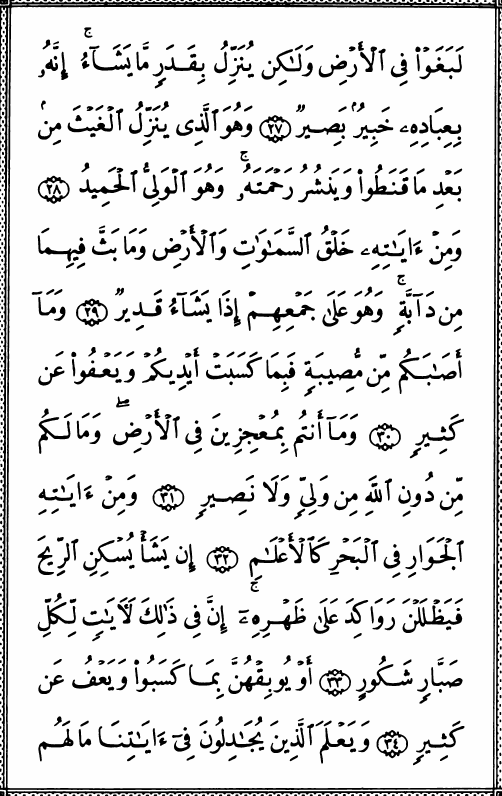 لَبَغَوْا۟ فِى ٱلْأَرْضِ وَلَـٰكِن يُنَزِّلُ بِقَدَرٍ مَّا يَشَآءُ ۚ إِنَّهُۥ
بِعِبَادِهِۦ خَبِيرٌۢ بَصِيرٌ ٢٧ وَهُوَ ٱلَّذِى يُنَزِّلُ ٱلْغَيْثَ مِنۢ
بَعْدِ مَا قَنَطُوا۟ وَيَنشُرُ رَحْمَتَهُۥ ۚ وَهُوَ ٱلْوَلِىُّ ٱلْحَمِيدُ ٢٨
وَمِنْ ءَايَـٰتِهِۦ خَلْقُ ٱلسَّمَـٰوَٰتِ وَٱلْأَرْضِ وَمَا بَثَّ فِيهِمَا
مِن دَآبَّةٍ ۚ وَهُوَ عَلَىٰ جَمْعِهِمْ إِذَا يَشَآءُ قَدِيرٌ ٢٩ وَمَآ
أَصَـٰبَكُم مِّن مُّصِيبَةٍ فَبِمَا كَسَبَتْ أَيْدِيكُمْ وَيَعْفُوا۟ عَن
كَثِيرٍ ٣٠ وَمَآ أَنتُم بِمُعْجِزِينَ فِى ٱلْأَرْضِ ۖ وَمَا لَكُم
مِّن دُونِ ٱللَّهِ مِن وَلِىٍّ وَلَا نَصِيرٍ ٣١ وَمِنْ ءَايَـٰتِهِ
ٱلْجَوَارِ فِى ٱلْبَحْرِ كَٱلْأَعْلَـٰمِ ٣٢ إِن يَشَأْ يُسْكِنِ ٱلرِّيحَ
فَيَظْلَلْنَ رَوَاكِدَ عَلَىٰ ظَهْرِهِۦٓ ۚ إِنَّ فِى ذَٰلِكَ لَـَٔايَـٰتٍ لِّكُلِّ
صَبَّارٍ شَكُورٍ ٣٣ أَوْ يُوبِقْهُنَّ بِمَا كَسَبُوا۟ وَيَعْفُ عَن
كَثِيرٍ ٣٤ وَيَعْلَمَ ٱلَّذِينَ يُجَـٰدِلُونَ فِىٓ ءَايَـٰتِنَا مَا لَهُم